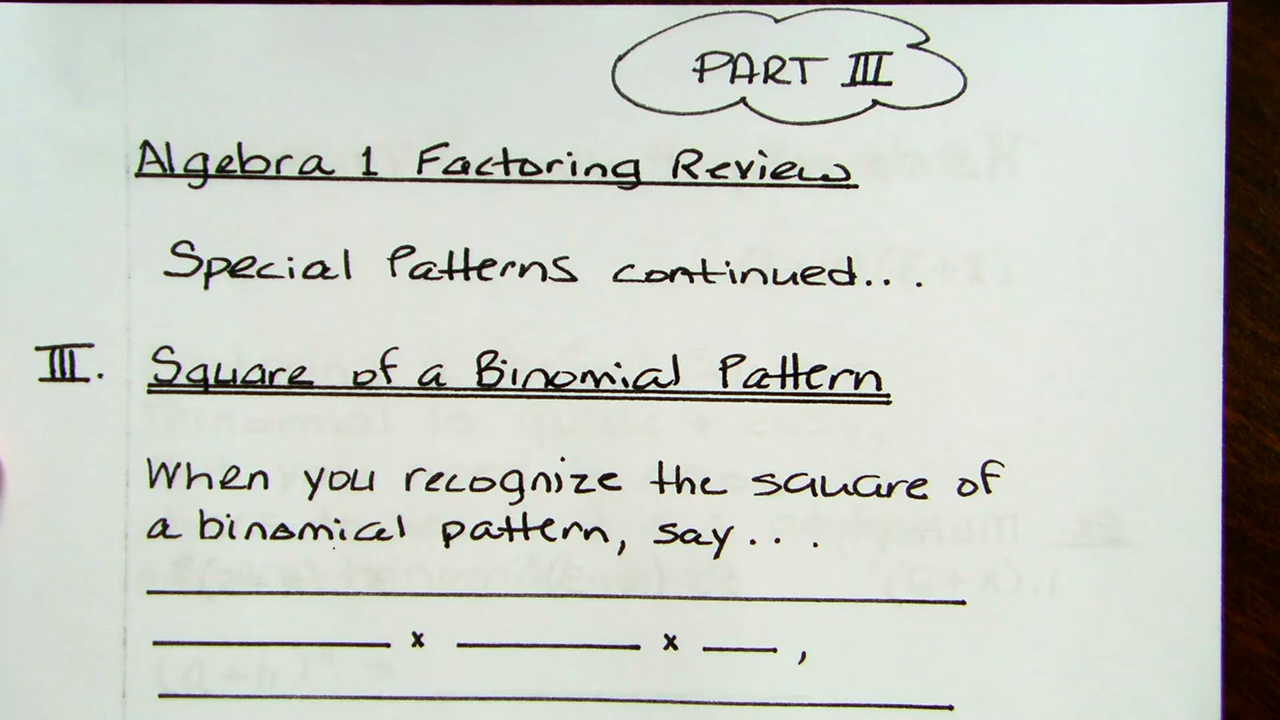 PART III
Algebra 1 Factoring Review
Special Patterns continued...
III. Square of a Binomial Pattern
When you recognize the square of
a binomical pattern, say...
x x ,